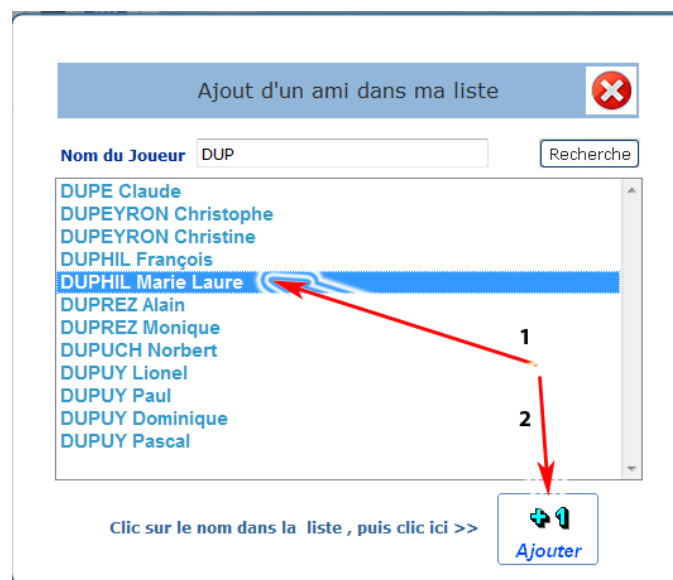 Ajout d'un ami dans ma liste
Nom du Joueur DUP Recherche
DUPE Claude
DUPEYRON Christophe
DUPEYRON Christine
DUPHIL François
DUPHIL Marie Laure
DUPREZ Alain
DUPREZ Monique
DUPUCH Norbert
DUPUY Lionel
DUPUY Paul
DUPUY Dominique
DUPUY Pascal
1
2
Clic sur le nom dans la liste , puis clic ici >>
+1
Ajouter